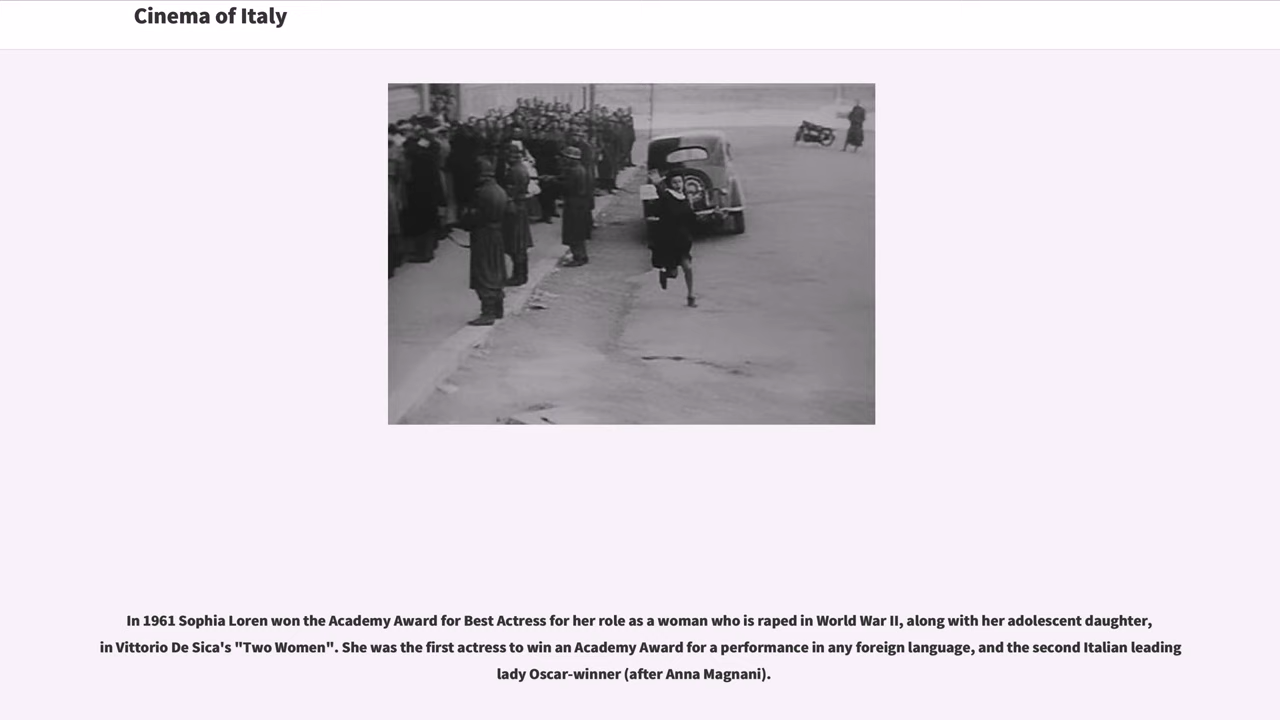 Cinema of Italy
In 1961 Sophia Loren won the Academy Award for Best Actress for her role as a woman who is raped in World War II, along with her adolescent daughter,
in Vittorio De Sica's "Two Women". She was the first actress to win an Academy Award for a performance in any foreign language, and the second Italian leading
lady Oscar-winner (after Anna Magnani).